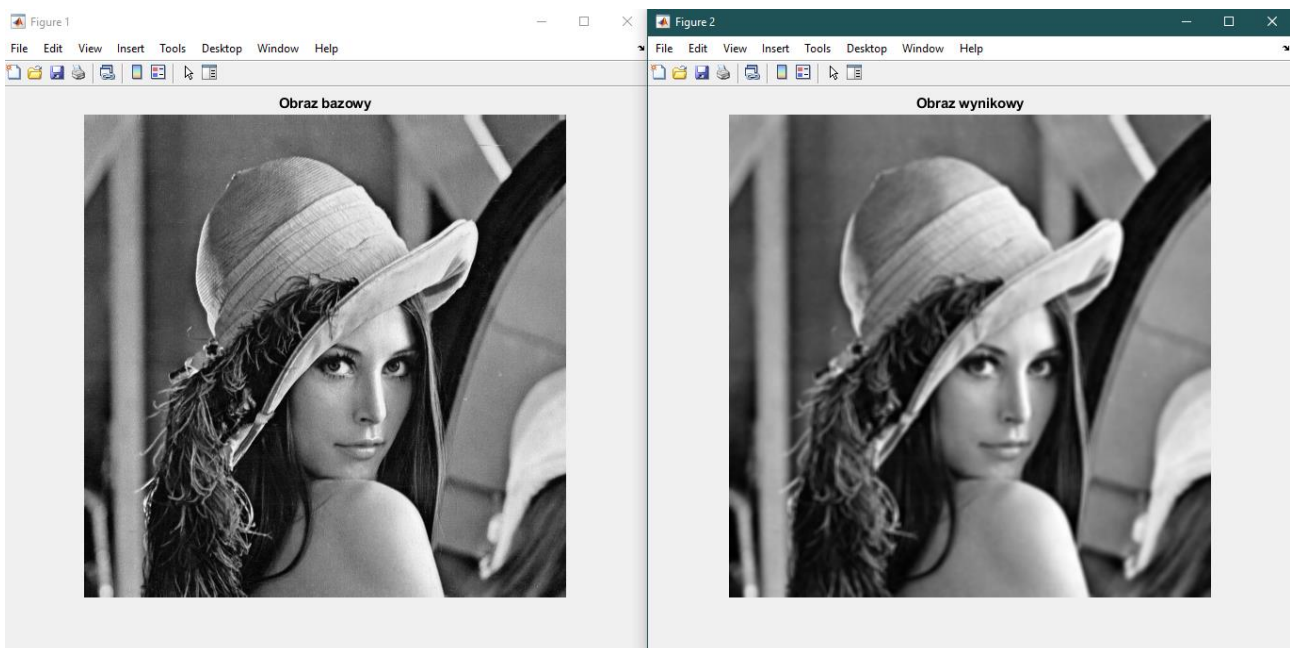 Figure 1
File Edit View Insert Tools Desktop Window Help
Obraz bazowy
Figure 2
File Edit View Insert Tools Desktop Window Help
Obraz wynikowy